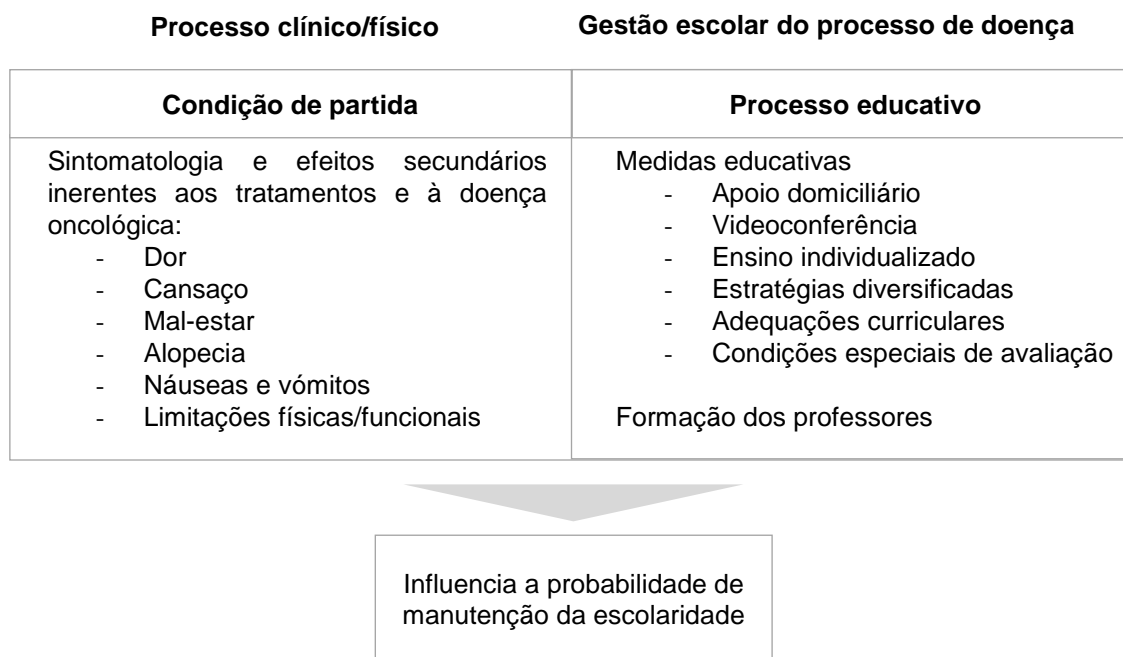 Processo clínico/físico
Gestão escolar do processo de doença
Condição de partida
Processo educativo
Sintomatologia e efeitos secundários
inerentes aos tratamentos e à doença
oncológica:
- Dor
- Cansaço
- Mal-estar
- Alopecia
- Náuseas e vómitos
- Limitações físicas/funcionais
Medidas educativas
- Apoio domiciliário
- Videoconferência
- Ensino individualizado
- Estratégias diversificadas
- Adequações curriculares
- Condições especiais de avaliação
Formação dos professores
Influencia a probabilidade de
manutenção da escolaridade